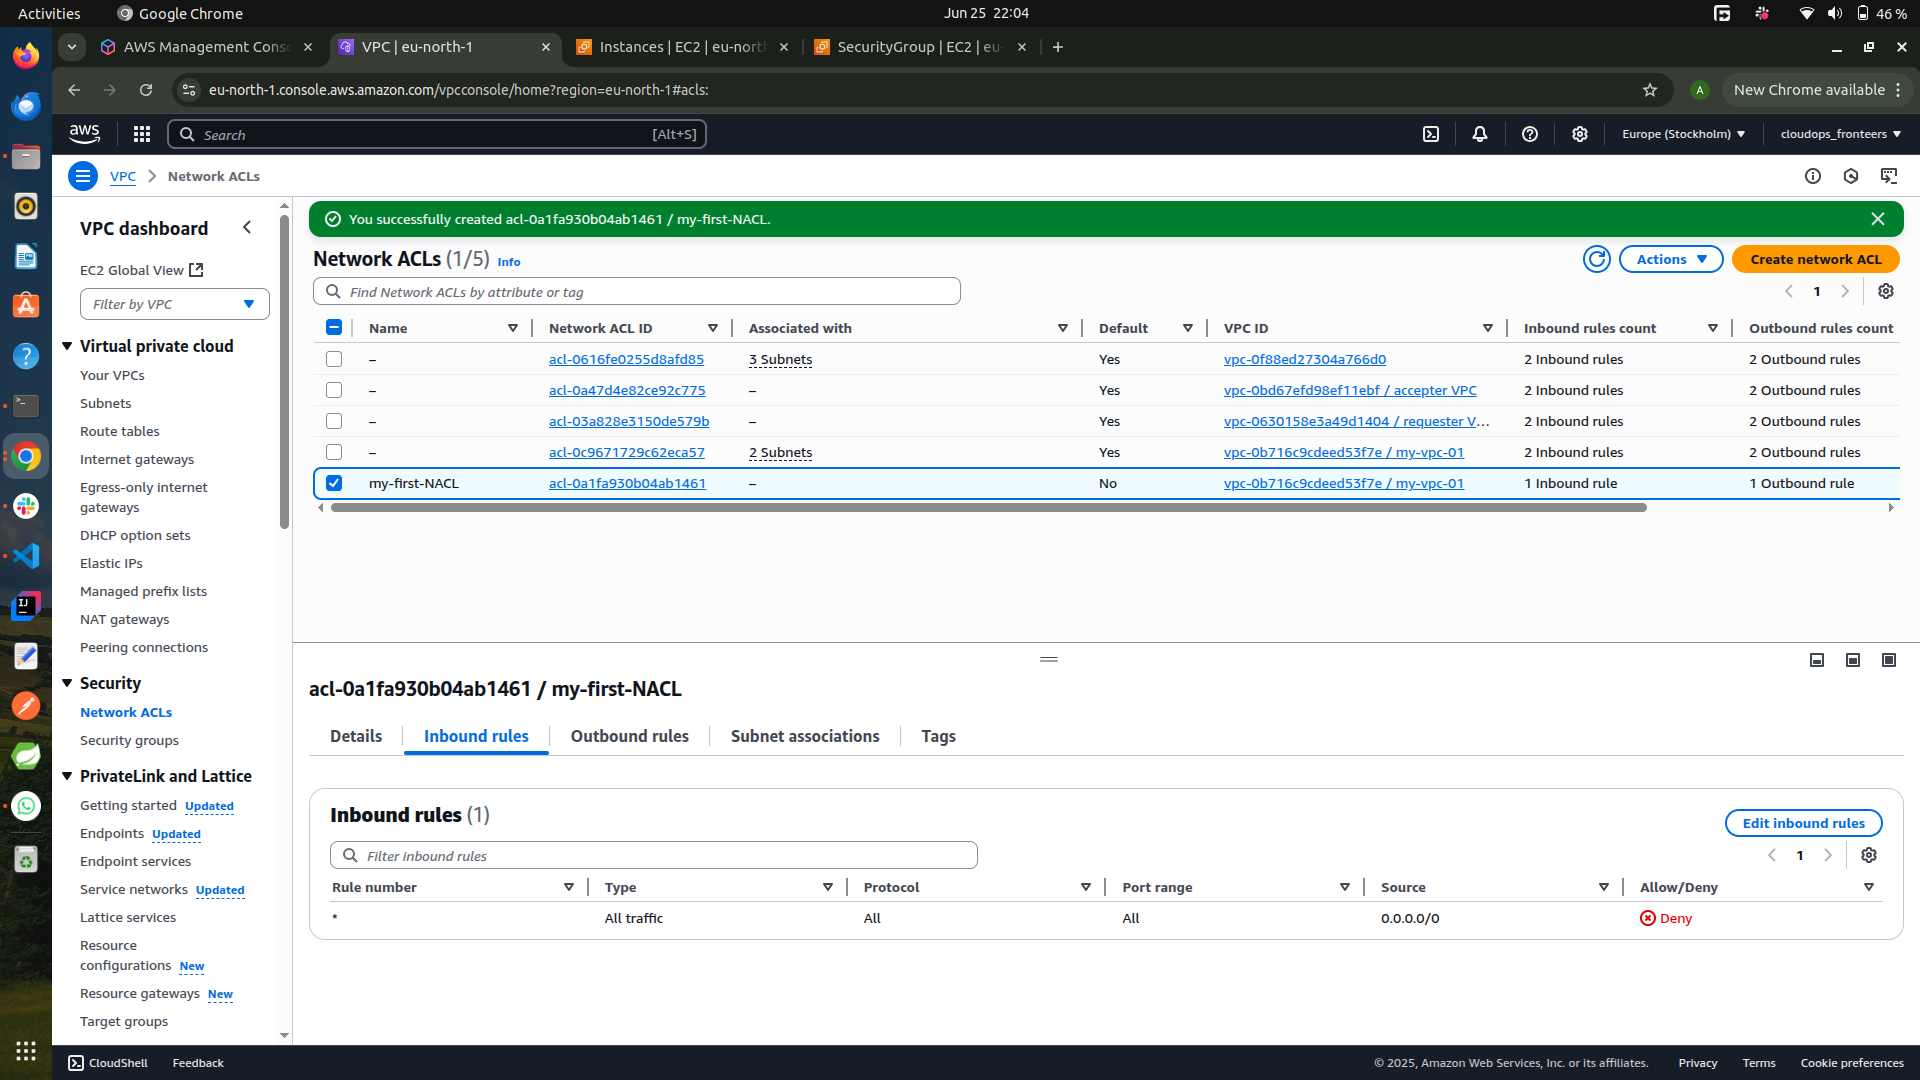 Activities
Google Chrome
Jun 25 22:04
46 %
AWS Management Cons
VPC | eu-north-1
Instances | EC2 | eu-nort
SecurityGroup | EC2 | eu-
eu-north-1.console.aws.amazon.com/vpcconsole/home?region=eu-north-1#acls:
A
New Chrome available
aws
Search
[Alt+S]
Europe (Stockholm)
cloudops_fronteers
VPC
Network ACLs
VPC dashboard
EC2 Global View
Filter by VPC
Virtual private cloud
Your VPCs
Subnets
Route tables
Internet gateways
Egress-only internet
gateways
DHCP option sets
Elastic IPs
Managed prefix lists
NAT gateways
Peering connections
Security
Network ACLs
Security groups
PrivateLink and Lattice
Getting started Updated
Endpoints Updated
Endpoint services
Service networks Updated
Lattice services
Resource
configurations New
Resource gateways New
Target groups
You successfully created acl-0a1fa930b04ab1461 / my-first-NACL.
Network ACLs (1/5) Info
Actions
Create network ACL
Find Network ACLs by attribute or tag
1
Name Network ACL ID Associated with Default VPC ID Inbound rules count Outbound rules count
– acl-0616fe0255d8afd85 3 Subnets Yes vpc-0f88ed27304a766d0 2 Inbound rules 2 Outbound rules
– acl-0a47d4e82ce92c775 – Yes vpc-0bd67efd98ef11ebf / accepter VPC 2 Inbound rules 2 Outbound rules
– acl-03a828e3150de579b – Yes vpc-0630158e3a49d1404 / requester V... 2 Inbound rules 2 Outbound rules
– acl-0c9671729c62eca57 2 Subnets Yes vpc-0b716c9cdeed53f7e / my-vpc-01 2 Inbound rules 2 Outbound rules
my-first-NACL acl-0a1fa930b04ab1461 – No vpc-0b716c9cdeed53f7e / my-vpc-01 1 Inbound rule 1 Outbound rule
acl-0a1fa930b04ab1461 / my-first-NACL
Details
Inbound rules
Outbound rules
Subnet associations
Tags
Inbound rules (1)
Edit inbound rules
Filter inbound rules
1
Rule number Type Protocol Port range Source Allow/Deny
* All traffic All All 0.0.0.0/0 Deny
CloudShell
Feedback
© 2025, Amazon Web Services, Inc. or its affiliates.
Privacy
Terms
Cookie preferences